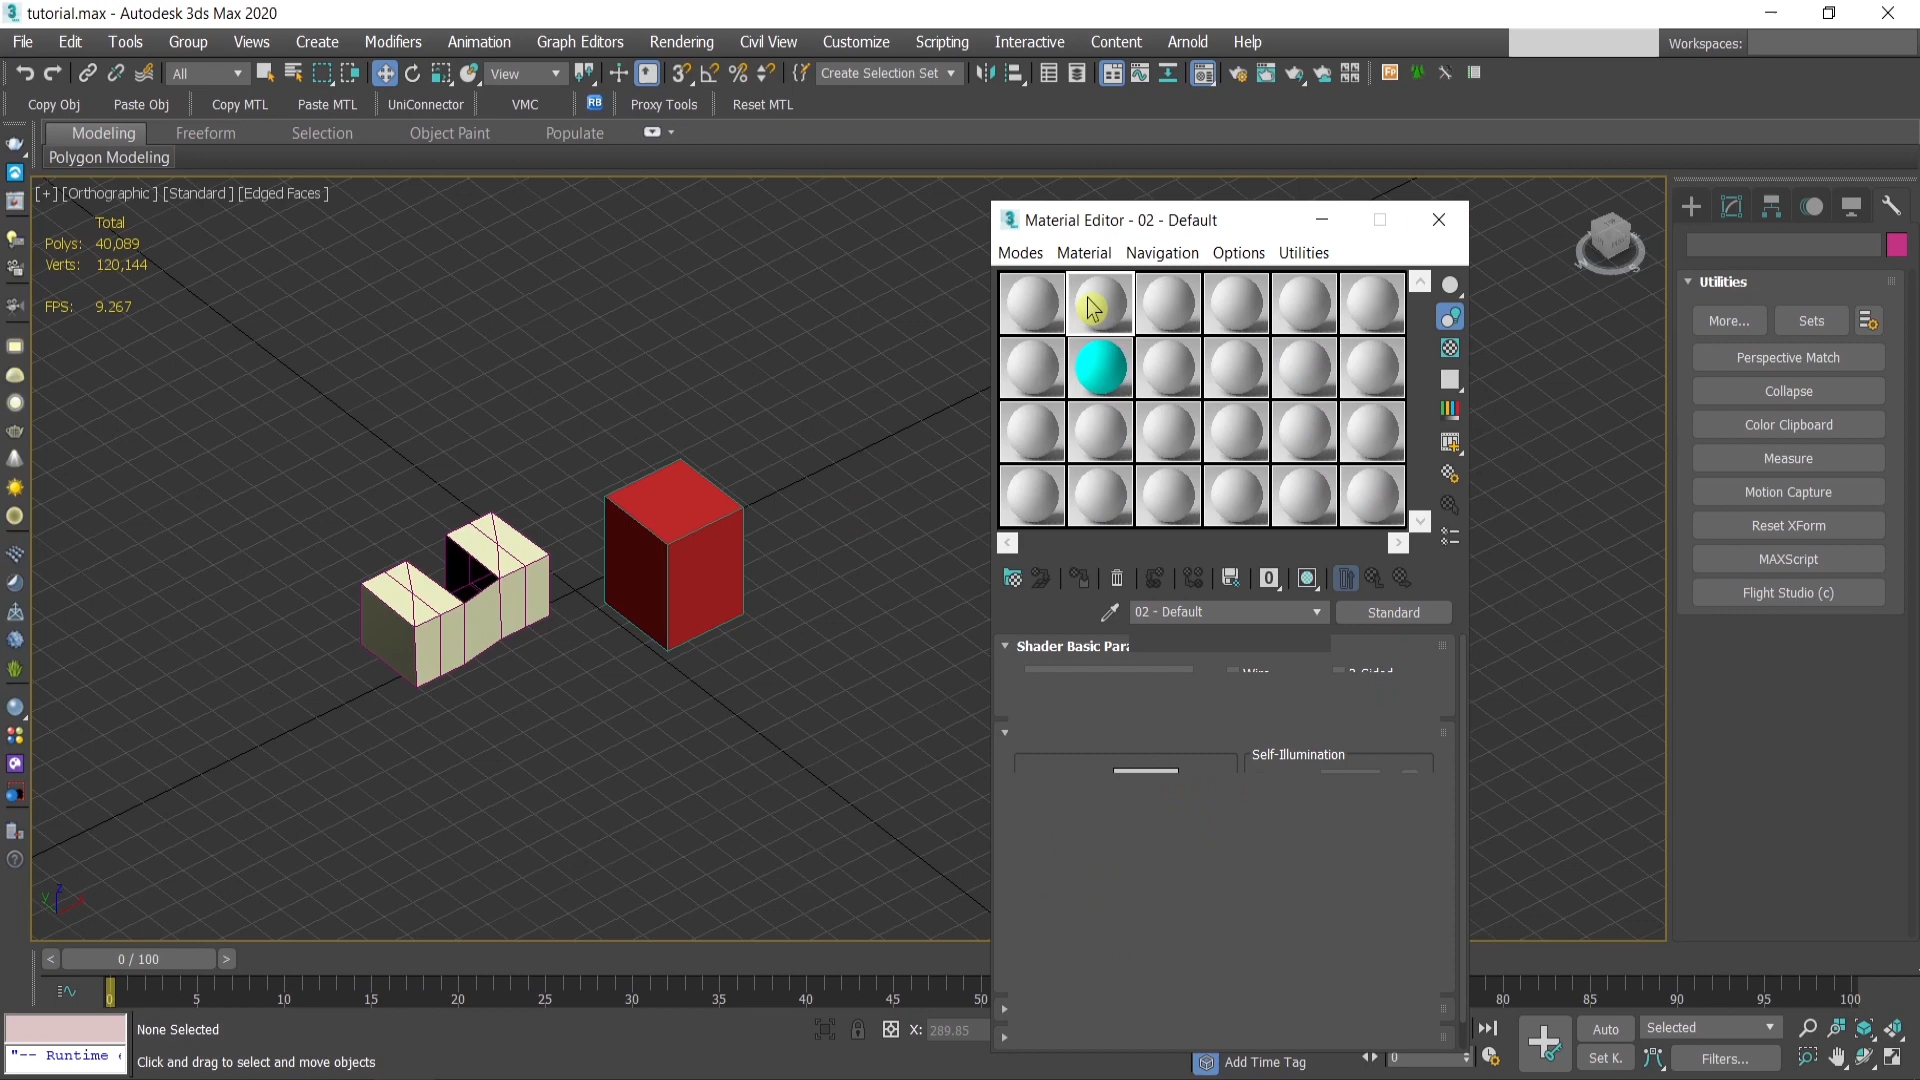 tutorial.max - Autodesk 3ds Max 2020
File Edit Tools Group Views Create Modifiers Animation Graph Editors Rendering Civil View Customize Scripting Interactive Content Arnold Help Workspaces:
All View Create Selection Set
Copy Obj Paste Obj Copy MTL Paste MTL UniConnector VMC RB Proxy Tools Reset MTL
Modeling Freeform Selection Object Paint Populate
Polygon Modeling
[+] [Orthographic ] [Standard ] [Edged Faces ]
Total
Polys: 40,089
Verts: 120,144
FPS: 9.267
Material Editor - 02 - Default
Modes Material Navigation Options Utilities
02 - Default Standard
Shader Basic Para
Wire 2-Sided
Self-Illumination
Utilities
More... Sets
Perspective Match
Collapse
Color Clipboard
Measure
Motion Capture
Reset XForm
MAXScript
Flight Studio (c)
< 0 / 100 >
0 5 10 15 20 25 30 35 40 45 50 80 85 90 95 100
None Selected
X: 289.85
Auto Selected
"-- Runtime
Click and drag to select and move objects
Add Time Tag
0
Set K. Filters...